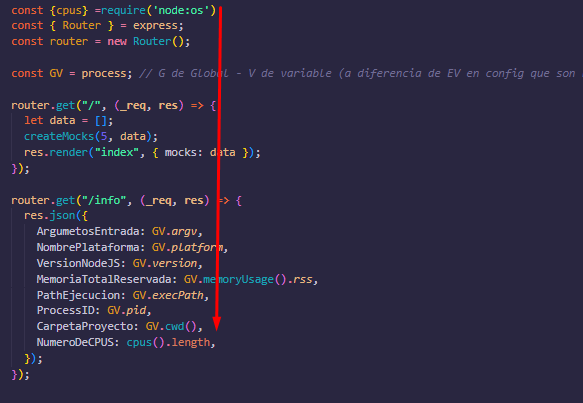 const {cpus} =require('node:os')
const { Router } = express;
const router = new Router();
const GV = process; // G de Global - V de variable (a diferencia de EV en config que son
router.get("/", (_req, res) => {
let data = [];
createMocks(5, data);
res.render("index", { mocks: data });
});
router.get("/info", (_req, res) => {
res.json({
ArgumetosEntrada: GV.argv,
NombrePlataforma: GV.platform,
VersionNodeJS: GV.version,
MemoriaTotalReservada: GV.memoryUsage().rss,
PathEjecucion: GV.execPath,
ProcessID: GV.pid,
CarpetaProyecto: GV.cwd(),
NumeroDeCPUS: cpus().length,
});
});